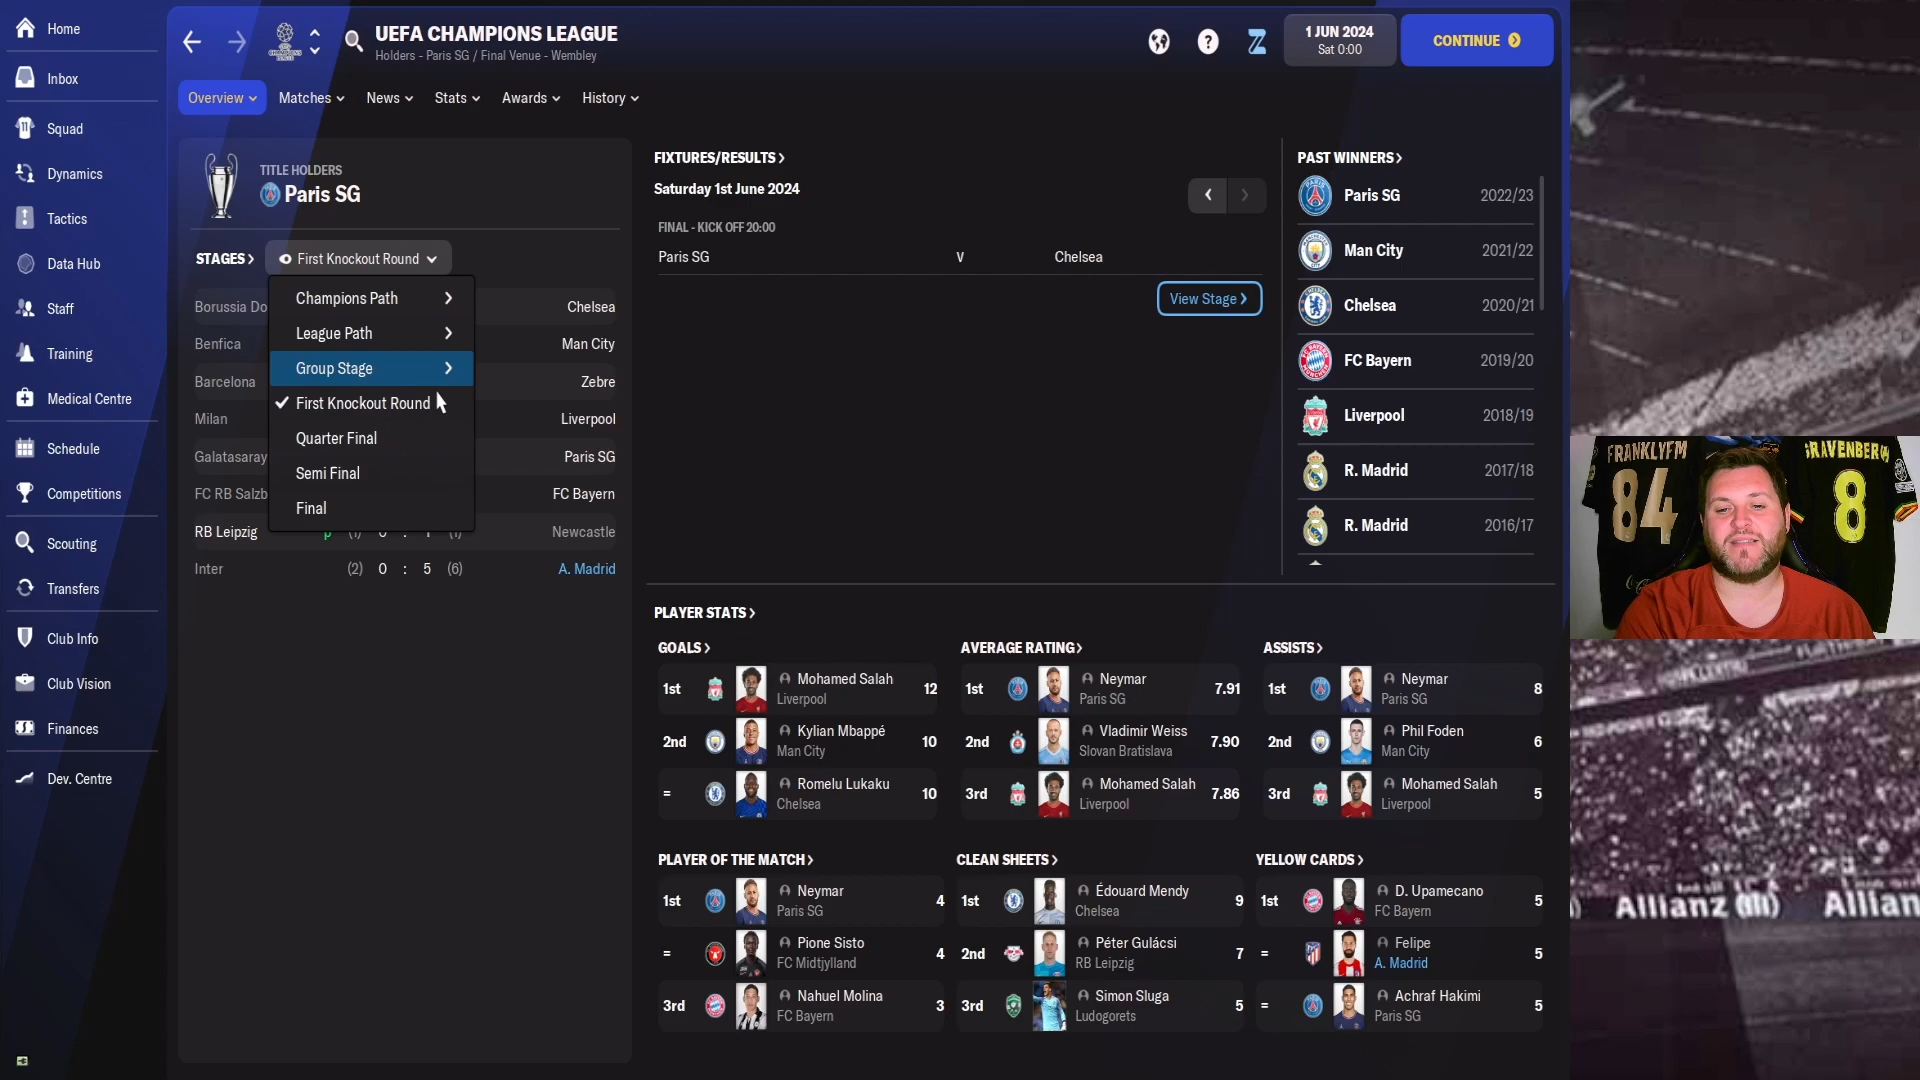 Home
Inbox
Squad
Dynamics
Tactics
Data Hub
Staff
Training
Medical Centre
Schedule
Competitions
Scouting
Transfers
Club Info
Club Vision
Finances
Dev. Centre
UEFA CHAMPIONS LEAGUE
Holders - Paris SG / Final Venue - Wembley
1 JUN 2024
Sat 0:00
CONTINUE
Overview
Matches
News
Stats
Awards
History
TITLE HOLDERS
Paris SG
STAGES
First Knockout Round
Champions Path
League Path
Group Stage
First Knockout Round
Quarter Final
Semi Final
Final
Borussia Do
Chelsea
Benfica
Man City
Barcelona
Zebre
Milan
Liverpool
Galatasaray
Paris SG
FC RB Salzb
FC Bayern
RB Leipzig
Newcastle
Inter (2) 0 : 5 (6) A. Madrid
FIXTURES/RESULTS
Saturday 1st June 2024
FINAL - KICK OFF 20:00
Paris SG V Chelsea
View Stage
PAST WINNERS
Paris SG 2022/23
Man City 2021/22
Chelsea 2020/21
FC Bayern 2019/20
Liverpool 2018/19
R. Madrid 2017/18
R. Madrid 2016/17
PLAYER STATS
GOALS
1st Mohamed Salah 12
Liverpool
2nd Kylian Mbappé 10
Man City
= Romelu Lukaku 10
Chelsea
AVERAGE RATING
1st Neymar 7.91
Paris SG
2nd Vladimir Weiss 7.90
Slovan Bratislava
3rd Mohamed Salah 7.86
Liverpool
ASSISTS
1st Neymar 8
Paris SG
2nd Phil Foden 6
Man City
3rd Mohamed Salah 5
Liverpool
PLAYER OF THE MATCH
1st Neymar 4
Paris SG
= Pione Sisto 4
FC Midtjylland
3rd Nahuel Molina 3
FC Bayern
CLEAN SHEETS
1st Édouard Mendy 9
Chelsea
2nd Péter Gulácsi 7
RB Leipzig
3rd Simon Sluga 5
Ludogorets
YELLOW CARDS
1st D. Upamecano 5
FC Bayern
= Felipe 5
A. Madrid
= Achraf Hakimi 5
Paris SG
FRANKLYFM
84
GRAVENBERCH
8
Allianz
Allian